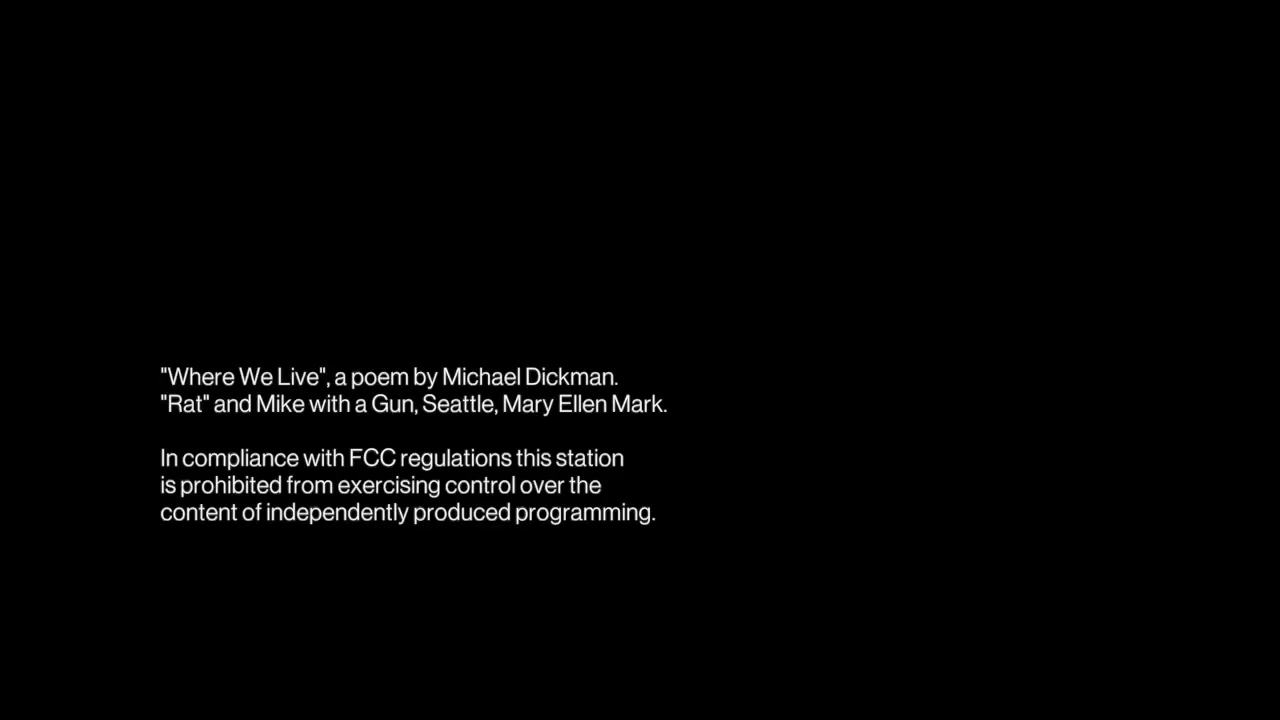 "Where We Live", a poem by Michael Dickman.
"Rat" and Mike with a Gun, Seattle, Mary Ellen Mark.
In compliance with FCC regulations this station
is prohibited from exercising control over the
content of independently produced programming.